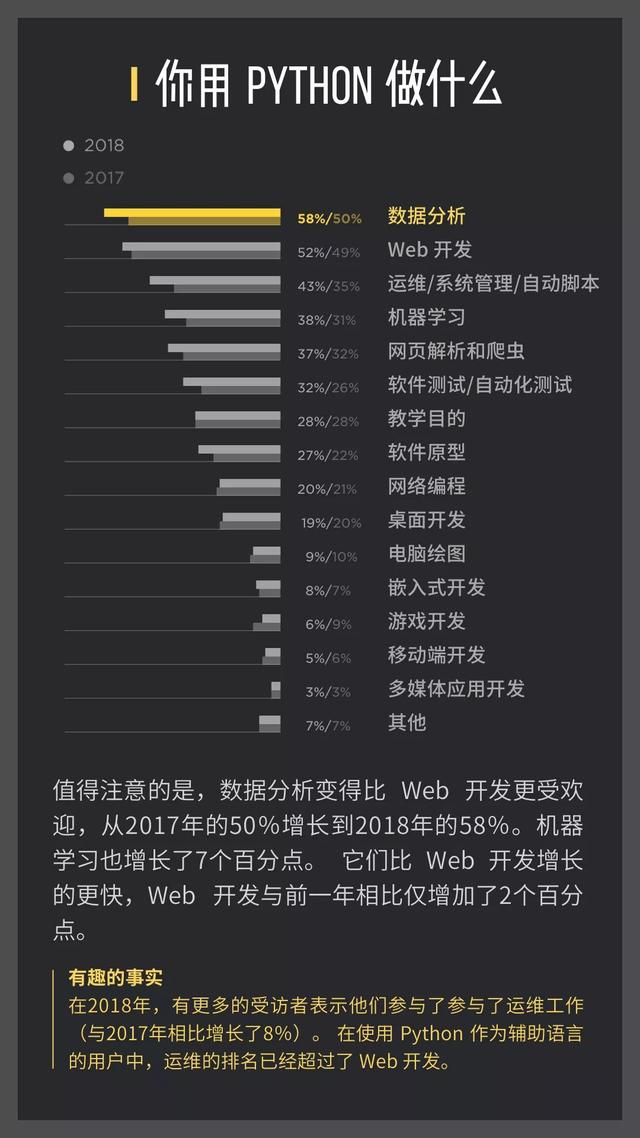 你用 PYTHON 做什么
2018
2017
58%/50% 数据分析
52%/49% Web 开发
43%/35% 运维/系统管理/自动脚本
38%/31% 机器学习
37%/32% 网页解析和爬虫
32%/26% 软件测试/自动化测试
28%/28% 教学目的
27%/22% 软件原型
20%/21% 网络编程
19%/20% 桌面开发
9%/10% 电脑绘图
8%/7% 嵌入式开发
6%/9% 游戏开发
5%/6% 移动端开发
3%/3% 多媒体应用开发
7%/7% 其他
值得注意的是，数据分析变得比 Web 开发更受欢
迎，从2017年的50%增长到2018年的58%。机器
学习也增长了7个百分点。 它们比 Web 开发增长
的更快，Web 开发与前一年相比仅增加了2个百分
点。
有趣的事实
在2018年，有更多的受访者表示他们参与了参与了运维工作
（与2017年相比增长了8%）。 在使用 Python 作为辅助语言
的用户中，运维的排名已经超过了 Web 开发。